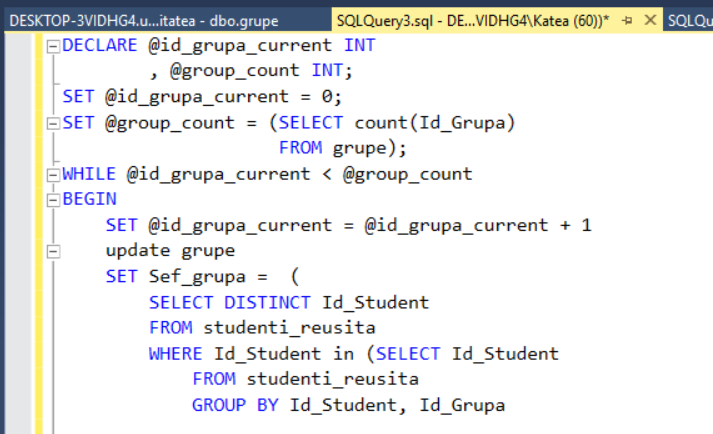 DESKTOP-3VIDHG4.u...itatea - dbo.grupe SQLQuery3.sql - DE...VIDHG4\Katea (60))* SQLQu
DECLARE @id_grupa_current INT
, @group_count INT;
SET @id_grupa_current = 0;
SET @group_count = (SELECT count(Id_Grupa)
FROM grupe);
WHILE @id_grupa_current < @group_count
BEGIN
SET @id_grupa_current = @id_grupa_current + 1
update grupe
SET Sef_grupa = (
SELECT DISTINCT Id_Student
FROM studenti_reusita
WHERE Id_Student in (SELECT Id_Student
FROM studenti_reusita
GROUP BY Id_Student, Id_Grupa